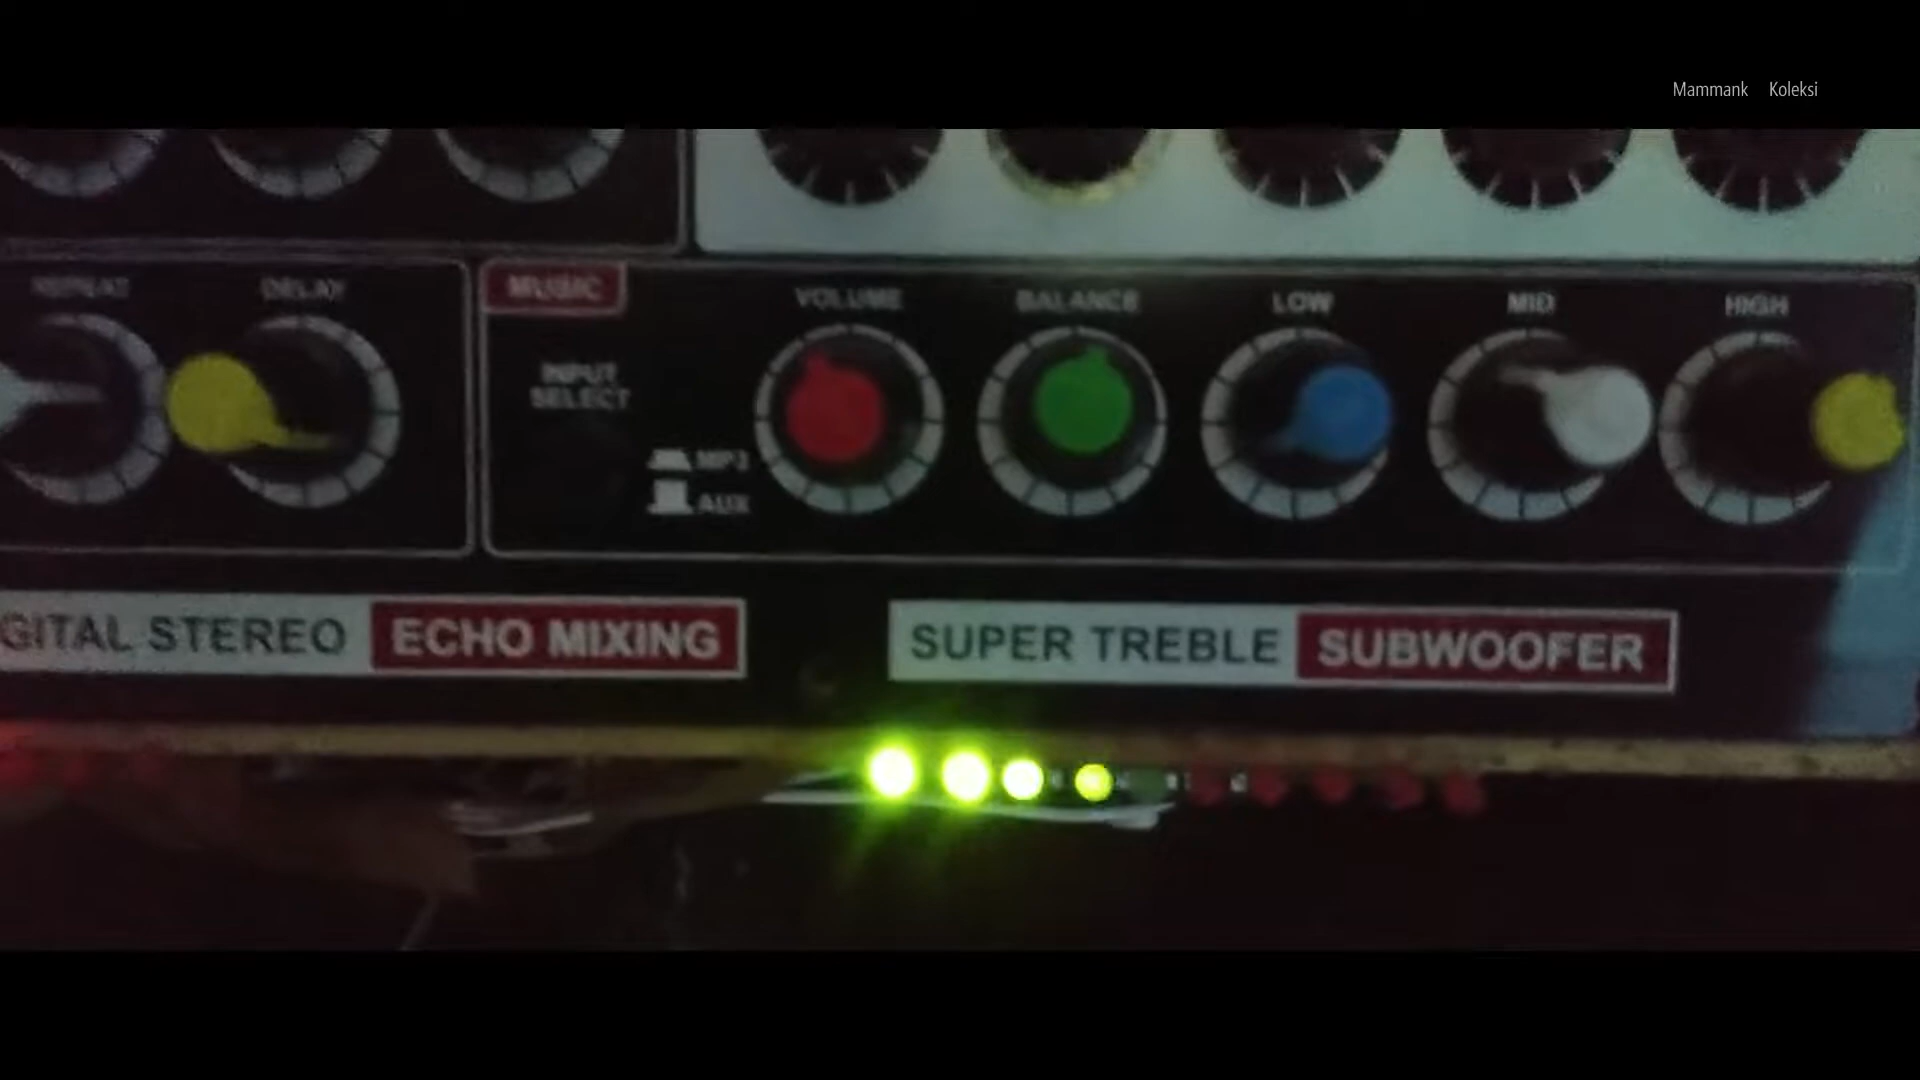 Mammank Koleksi
REPEAT DELAY
MUSIC
VOLUME BALANCE LOW MID HIGH
INPUT
SELECT
MP3
AUX
GITAL STEREO ECHO MIXING
SUPER TREBLE SUBWOOFER